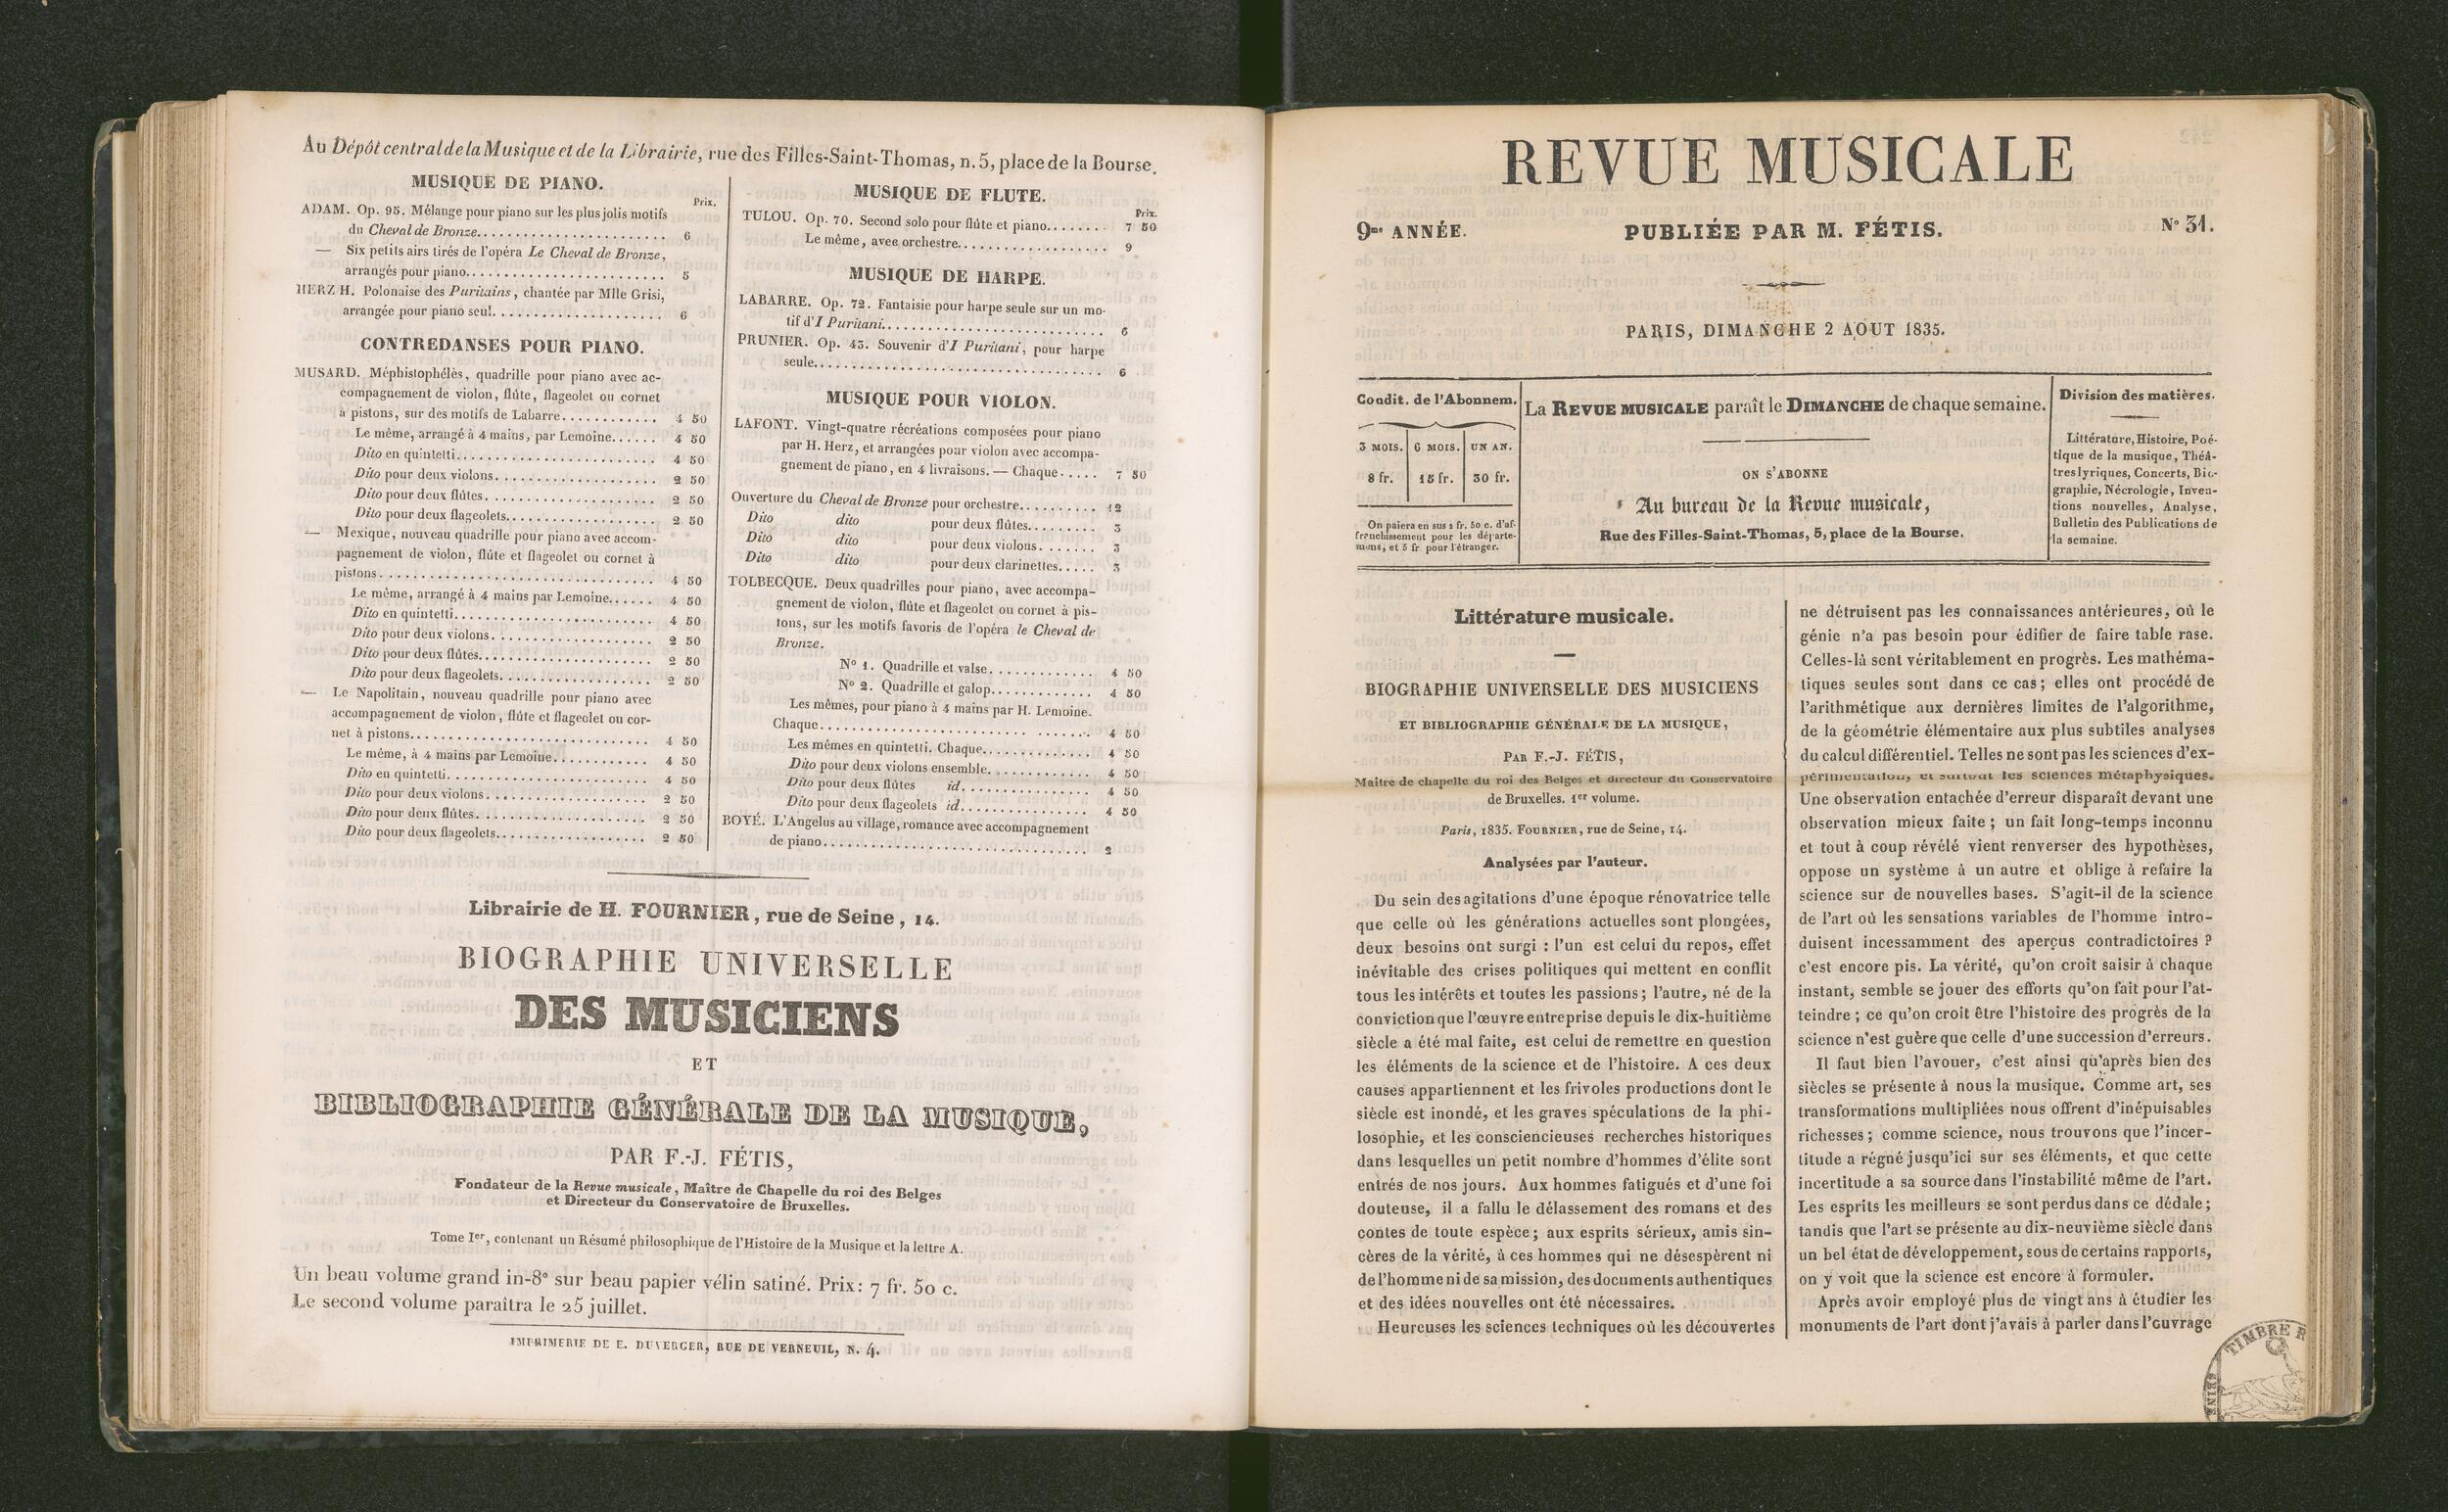 Au Dépôt central de la Musique et de la Librairie, rue des Filles-Saint-Thomas, n. 5, place de la Bourse.
MUSIQUE DE PIANO.
Prix.
ADAM. Op. 95. Mélange pour piano sur les plus jolis motifs
du Cheval de Bronze........................ 6
— Six petits airs tirés de l'opéra Le Cheval de Bronze,
arrangés pour piano........................ 5
HERZ H. Polonaise des Puritains, chantée par Mlle Grisi,
arrangée pour piano seul.................... 6
CONTREDANSES POUR PIANO.
MUSARD. Méphistophélès, quadrille pour piano avec ac-
compagnement de violon, flûte, flageolet ou cornet
à pistons, sur des motifs de Labarre............ 4 50
Le même, arrangé à 4 mains, par Lemoine...... 4 50
Dito en quintetti......................... 4 50
Dito pour deux violons.................... 2 50
Dito pour deux flûtes..................... 2 50
Dito pour deux flageolets.................. 2 50
— Mexique, nouveau quadrille pour piano avec accom-
pagnement de violon, flûte et flageolet ou cornet à
pistons.................................. 4 50
Le même, arrangé à 4 mains par Lemoine...... 4 50
Dito en quintetti......................... 4 50
Dito pour deux violons.................... 2 50
Dito pour deux flûtes..................... 2 50
Dito pour deux flageolets.................. 2 50
— Le Napolitain, nouveau quadrille pour piano avec
accompagnement de violon, flûte et flageolet ou cor-
net à pistons............................. 4 50
Le même, à 4 mains par Lemoine............ 4 50
Dito en quintetti......................... 4 50
Dito pour deux violons.................... 2 50
Dito pour deux flûtes..................... 2 50
Dito pour deux flageolets.................. 2 50
MUSIQUE DE FLUTE.
Prix.
TULOU. Op. 70. Second solo pour flûte et piano........ 7 50
Le même, avec orchestre.................. 9
MUSIQUE DE HARPE.
LABARRE. Op. 72. Fantaisie pour harpe seule sur un mo-
tif d'I Puritani........................... 6
PRUNIER. Op. 43. Souvenir d'I Puritani, pour harpe
seule................................... 6
MUSIQUE POUR VIOLON.
LAFONT. Vingt-quatre récréations composées pour piano
par H. Herz, et arrangées pour violon avec accompa-
gnement de piano, en 4 livraisons. — Chaque..... 7 50
Ouverture du Cheval de Bronze pour orchestre.......... 12
Dito dito pour deux flûtes......... 3
Dito dito pour deux violons....... 3
Dito dito pour deux clarinettes..... 3
TOLBECQUE. Deux quadrilles pour piano, avec accompa-
gnement de violon, flûte et flageolet ou cornet à pis-
tons, sur les motifs favoris de l'opéra le Cheval de
Bronze.
No 1. Quadrille et valse............. 4 50
No 2. Quadrille et galop............. 4 50
Les mêmes, pour piano à 4 mains par H. Lemoine.
Chaque................................ 4 50
Les mêmes en quintetti. Chaque.............. 4 50
Dito pour deux violons ensemble............. 4 50
Dito pour deux flûtes id................ 4 50
Dito pour deux flageolets id................ 4 50
BOYÉ. L'Angelus au village, romance avec accompagnement
de piano................................ 2
Librairie de H. FOURNIER, rue de Seine, 14.
BIOGRAPHIE UNIVERSELLE
DES MUSICIENS
ET
BIBLIOGRAPHIE GÉNÉRALE DE LA MUSIQUE,
PAR F.-J. FÉTIS,
Fondateur de la Revue musicale, Maître de Chapelle du roi des Belges
et Directeur du Conservatoire de Bruxelles.
Tome Ier, contenant un Résumé philosophique de l'Histoire de la Musique et la lettre A.
Un beau volume grand in-8° sur beau papier vélin satiné. Prix: 7 fr. 50 c.
Le second volume paraîtra le 25 juillet.
IMPRIMERIE DE E. DUVERGER, RUE DE VERNEUIL, N. 4.
REVUE MUSICALE
9me ANNÉE.
PUBLIÉE PAR M. FÉTIS.
No 31.
PARIS, DIMANCHE 2 AOUT 1835.
Condit. de l'Abonnem.
3 MOIS. 6 MOIS. UN AN.
8 fr. 15 fr. 30 fr.
On paiera en sus 2 fr. 50 c. d'af-
franchissement pour les départe-
mens, et 5 fr. pour l'étranger.
La REVUE MUSICALE paraît le DIMANCHE de chaque semaine.
ON S'ABONNE
Au bureau de la Revue musicale,
Rue des Filles-Saint-Thomas, 5, place de la Bourse.
Division des matières.
Littérature, Histoire, Poé-
tique de la musique, Théâ-
tres lyriques, Concerts, Bio-
graphie, Nécrologie, Inven-
tions nouvelles, Analyse,
Bulletin des Publications de
la semaine.
Littérature musicale.
BIOGRAPHIE UNIVERSELLE DES MUSICIENS
ET BIBLIOGRAPHIE GÉNÉRALE DE LA MUSIQUE,
PAR F.-J. FÉTIS,
Maître de chapelle du roi des Belges et directeur du Conservatoire
de Bruxelles. 1er volume.
Paris, 1835. FOURNIER, rue de Seine, 14.
Analysées par l'auteur.
Du sein des agitations d'une époque rénovatrice telle
que celle où les générations actuelles sont plongées,
deux besoins ont surgi : l'un est celui du repos, effet
inévitable des crises politiques qui mettent en conflit
tous les intérêts et toutes les passions; l'autre, né de la
conviction que l'œuvre entreprise depuis le dix-huitième
siècle a été mal faite, est celui de remettre en question
les éléments de la science et de l'histoire. A ces deux
causes appartiennent et les frivoles productions dont le
siècle est inondé, et les graves spéculations de la phi-
losophie, et les consciencieuses recherches historiques
dans lesquelles un petit nombre d'hommes d'élite sont
entrés de nos jours. Aux hommes fatigués et d'une foi
douteuse, il a fallu le délassement des romans et des
contes de toute espèce; aux esprits sérieux, amis sin-
cères de la vérité, à ces hommes qui ne désespèrent ni
de l'homme ni de sa mission, des documents authentiques
et des idées nouvelles ont été nécessaires.
Heureuses les sciences techniques où les découvertes
ne détruisent pas les connaissances antérieures, où le
génie n'a pas besoin pour édifier de faire table rase.
Celles-là sont véritablement en progrès. Les mathéma-
tiques seules sont dans ce cas; elles ont procédé de
l'arithmétique aux dernières limites de l'algorithme,
de la géométrie élémentaire aux plus subtiles analyses
du calcul différentiel. Telles ne sont pas les sciences d'ex-
périmentation, et surtout les sciences métaphysiques.
Une observation entachée d'erreur disparaît devant une
observation mieux faite; un fait long-temps inconnu
et tout à coup révélé vient renverser des hypothèses,
oppose un système à un autre et oblige à refaire la
science sur de nouvelles bases. S'agit-il de la science
de l'art où les sensations variables de l'homme intro-
duisent incessamment des aperçus contradictoires?
c'est encore pis. La vérité, qu'on croit saisir à chaque
instant, semble se jouer des efforts qu'on fait pour l'at-
teindre; ce qu'on croit être l'histoire des progrès de la
science n'est guère que celle d'une succession d'erreurs.
Il faut bien l'avouer, c'est ainsi qu'après bien des
siècles se présente à nous la musique. Comme art, ses
transformations multipliées nous offrent d'inépuisables
richesses; comme science, nous trouvons que l'incer-
titude a régné jusqu'ici sur ses éléments, et que cette
incertitude a sa source dans l'instabilité même de l'art.
Les esprits les meilleurs se sont perdus dans ce dédale;
tandis que l'art se présente au dix-neuvième siècle dans
un bel état de développement, sous de certains rapports,
on y voit que la science est encore à formuler.
Après avoir employé plus de vingt ans à étudier les
monuments de l'art dont j'avais à parler dans l'ouvrage
TIMBRE R
SEINE